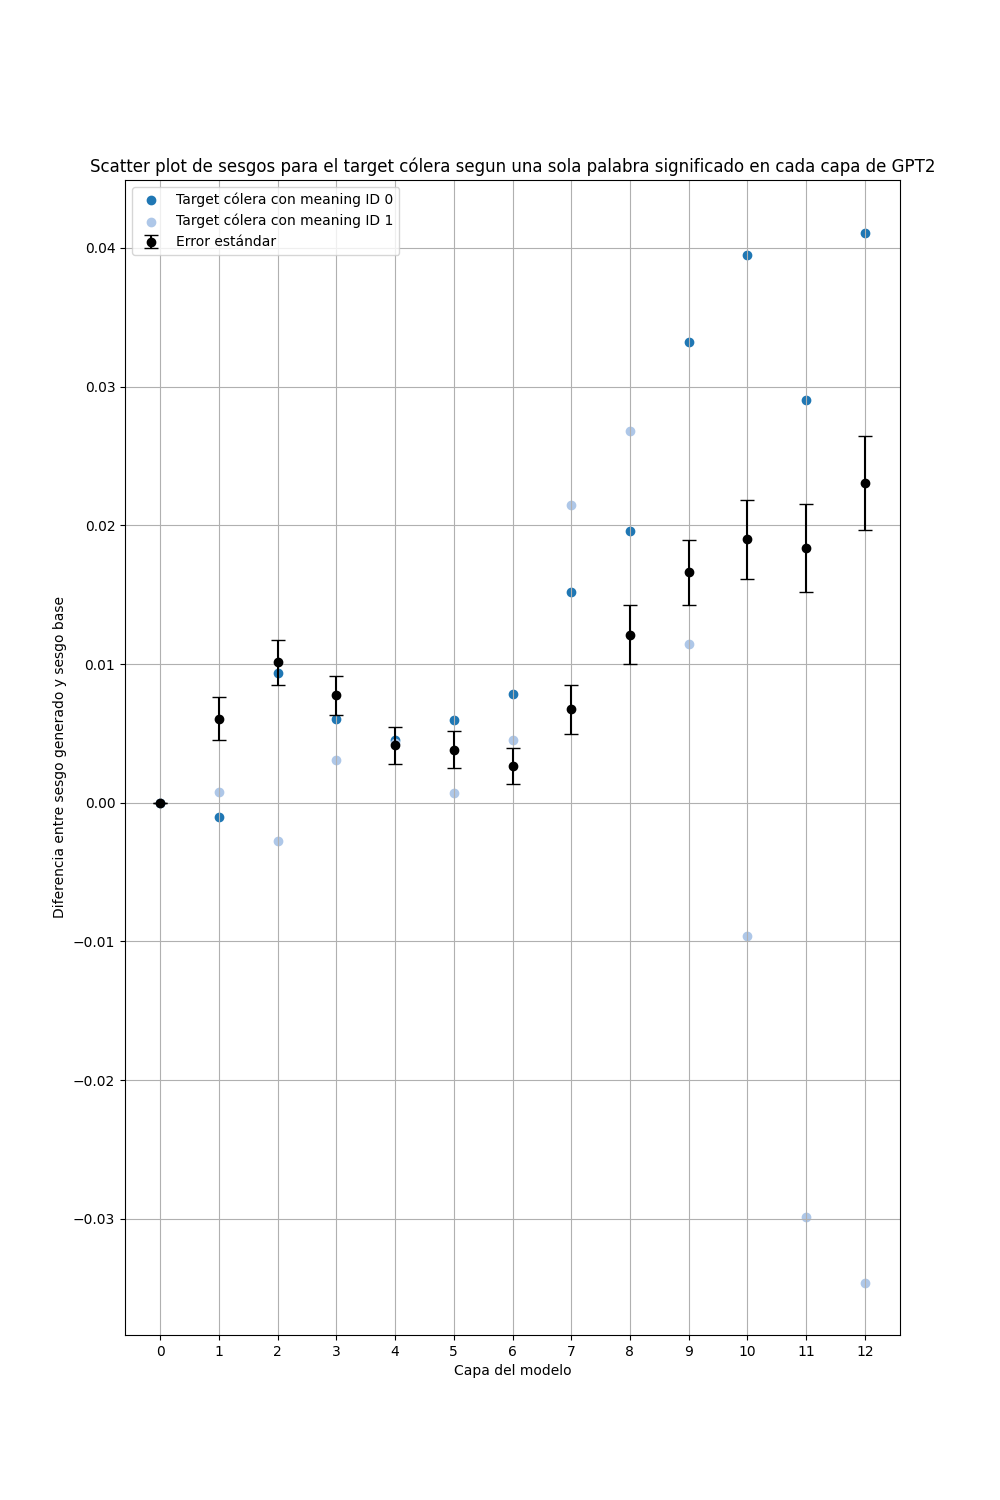 Scatter plot de sesgos para el target cólera segun una sola palabra significado en cada capa de GPT2
Target cólera con meaning ID 0
Target cólera con meaning ID 1
Error estándar
0.04
0.03
0.02
0.01
0.00
−0.01
−0.02
−0.03
Diferencia entre sesgo generado y sesgo base
0 1 2 3 4 5 6 7 8 9 10 11 12
Capa del modelo